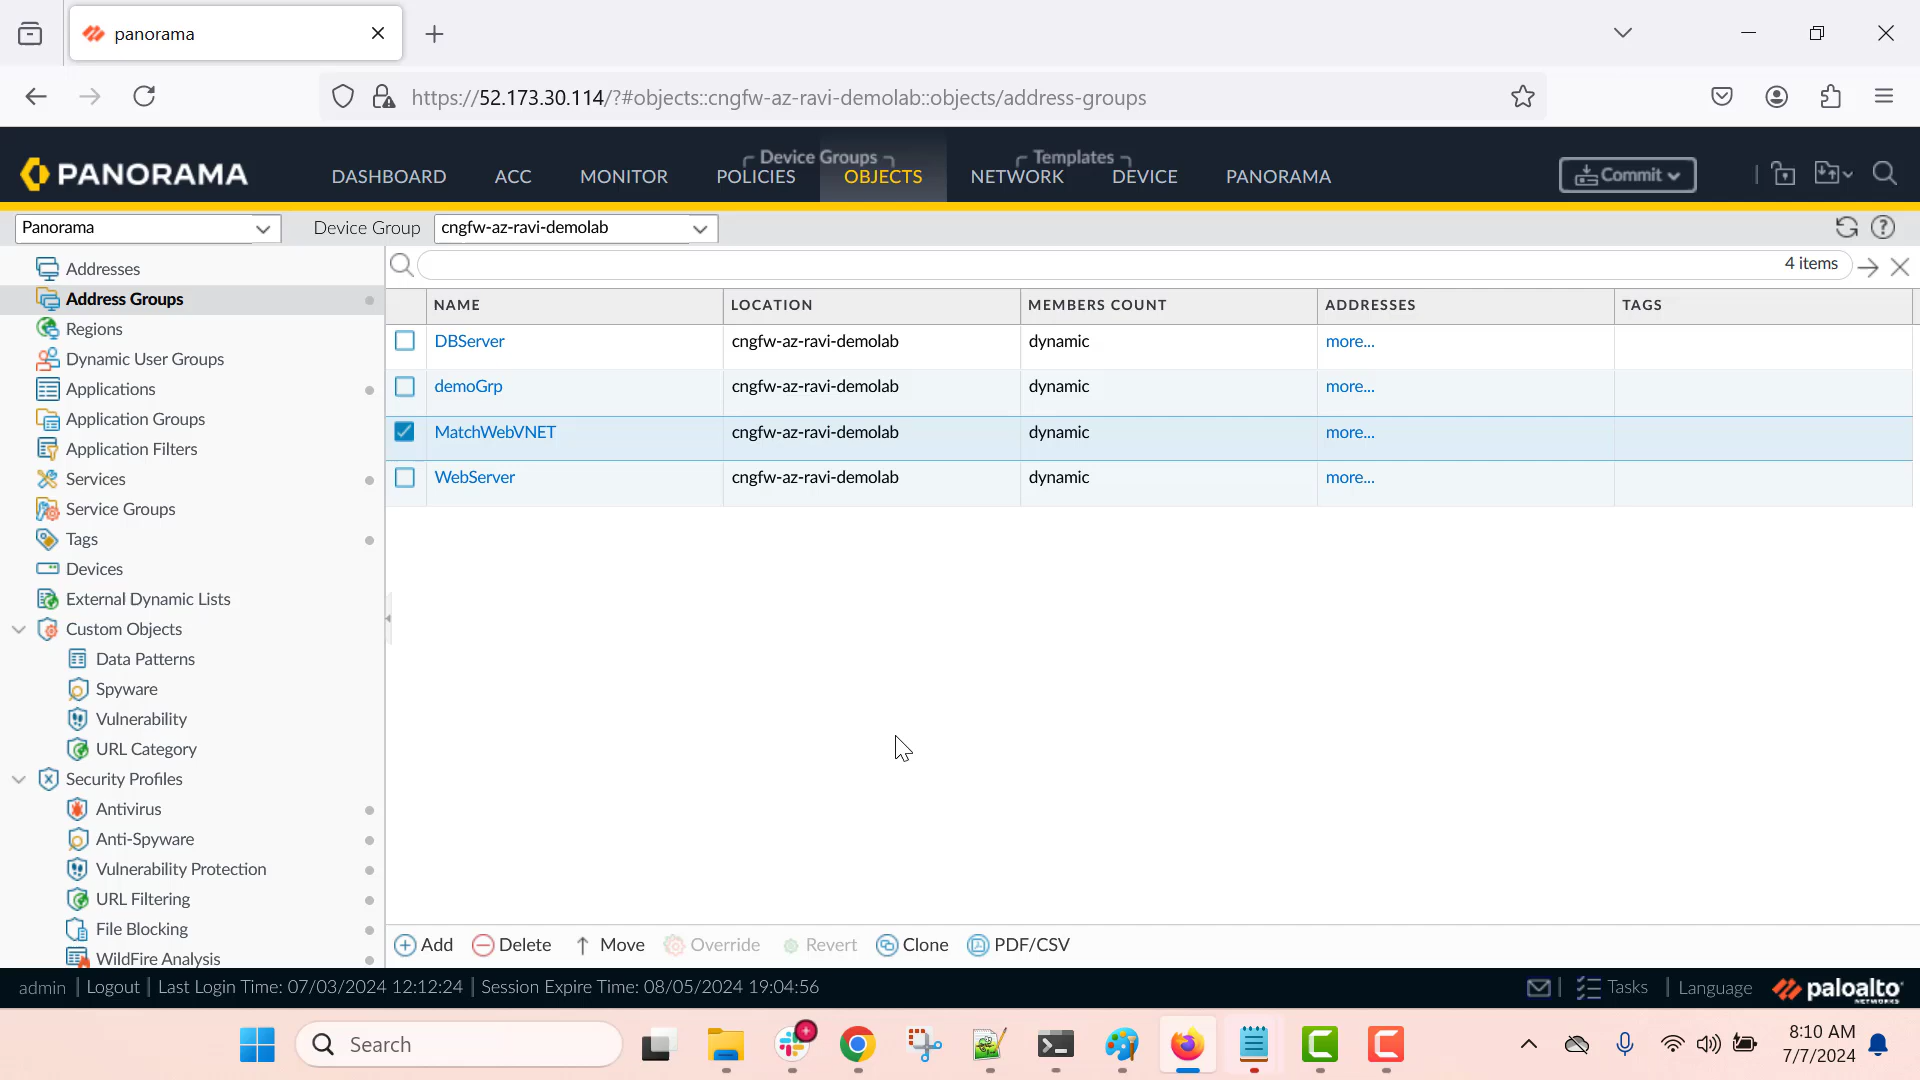 panorama
https://52.173.30.114/?#objects::cngfw-az-ravi-demolab::objects/address-groups
PANORAMA
DASHBOARD
ACC
MONITOR
Device Groups
POLICIES
OBJECTS
Templates
NETWORK
DEVICE
PANORAMA
Commit
Panorama
Device Group
cngfw-az-ravi-demolab
Addresses
Address Groups
Regions
Dynamic User Groups
Applications
Application Groups
Application Filters
Services
Service Groups
Tags
Devices
External Dynamic Lists
Custom Objects
Data Patterns
Spyware
Vulnerability
URL Category
Security Profiles
Antivirus
Anti-Spyware
Vulnerability Protection
URL Filtering
File Blocking
WildFire Analysis
4 items
NAME LOCATION MEMBERS COUNT ADDRESSES TAGS
DBServer cngfw-az-ravi-demolab dynamic more...
demoGrp cngfw-az-ravi-demolab dynamic more...
MatchWebVNET cngfw-az-ravi-demolab dynamic more...
WebServer cngfw-az-ravi-demolab dynamic more...
Add Delete Move Override Revert Clone PDF/CSV
admin | Logout | Last Login Time: 07/03/2024 12:12:24 | Session Expire Time: 08/05/2024 19:04:56
Tasks | Language
paloalto
NETWORKS
Search
8:10 AM
7/7/2024